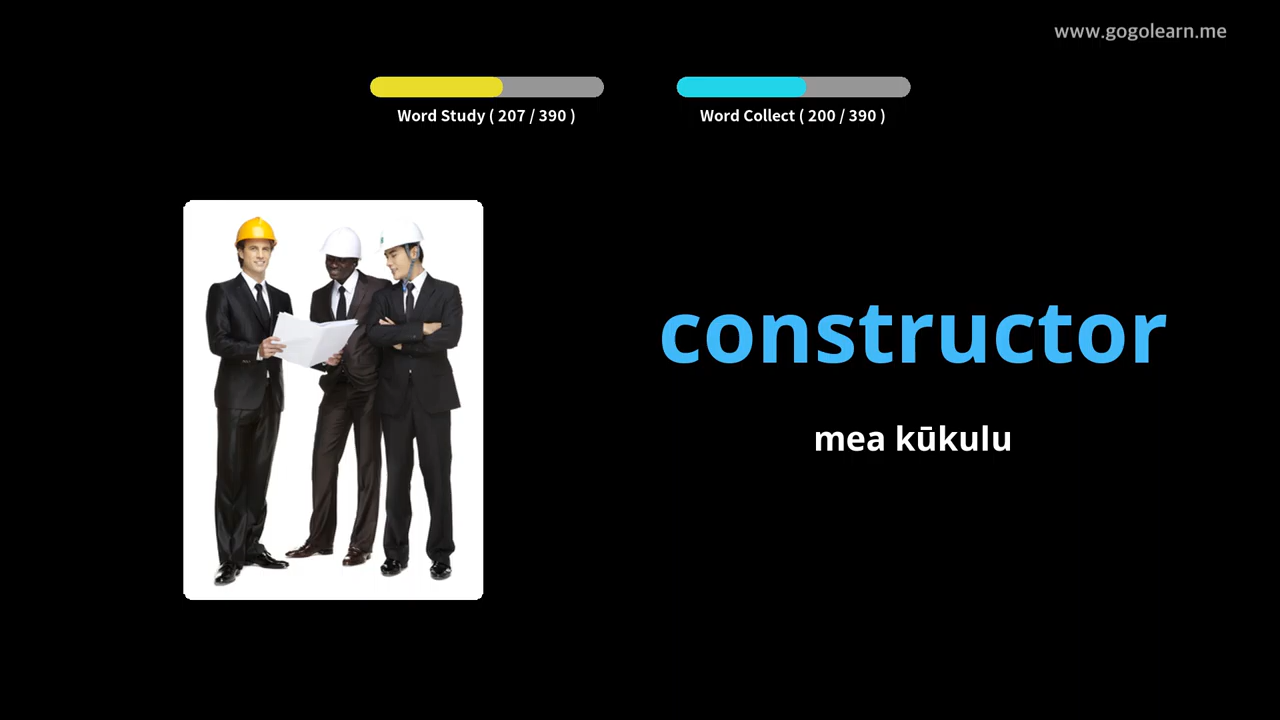 www.gogolearn.me
Word Study ( 207 / 390 )
Word Collect ( 200 / 390 )
constructor
mea kūkulu